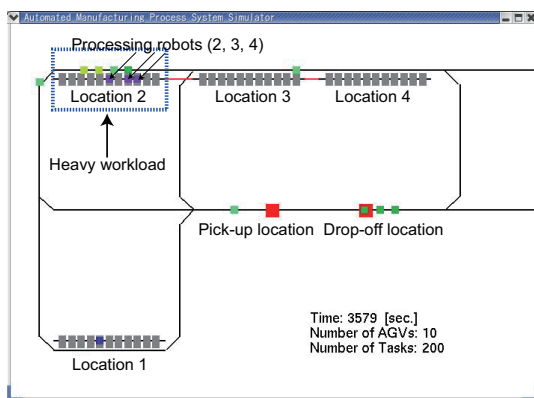 Automated Manufacturing Process System Simulator
Processing robots (2, 3, 4)
Location 2
Location 3
Location 4
Heavy workload
Pick-up location
Drop-off location
Time: 3579 [sec.]
Number of AGVs: 10
Number of Tasks: 200
Location 1